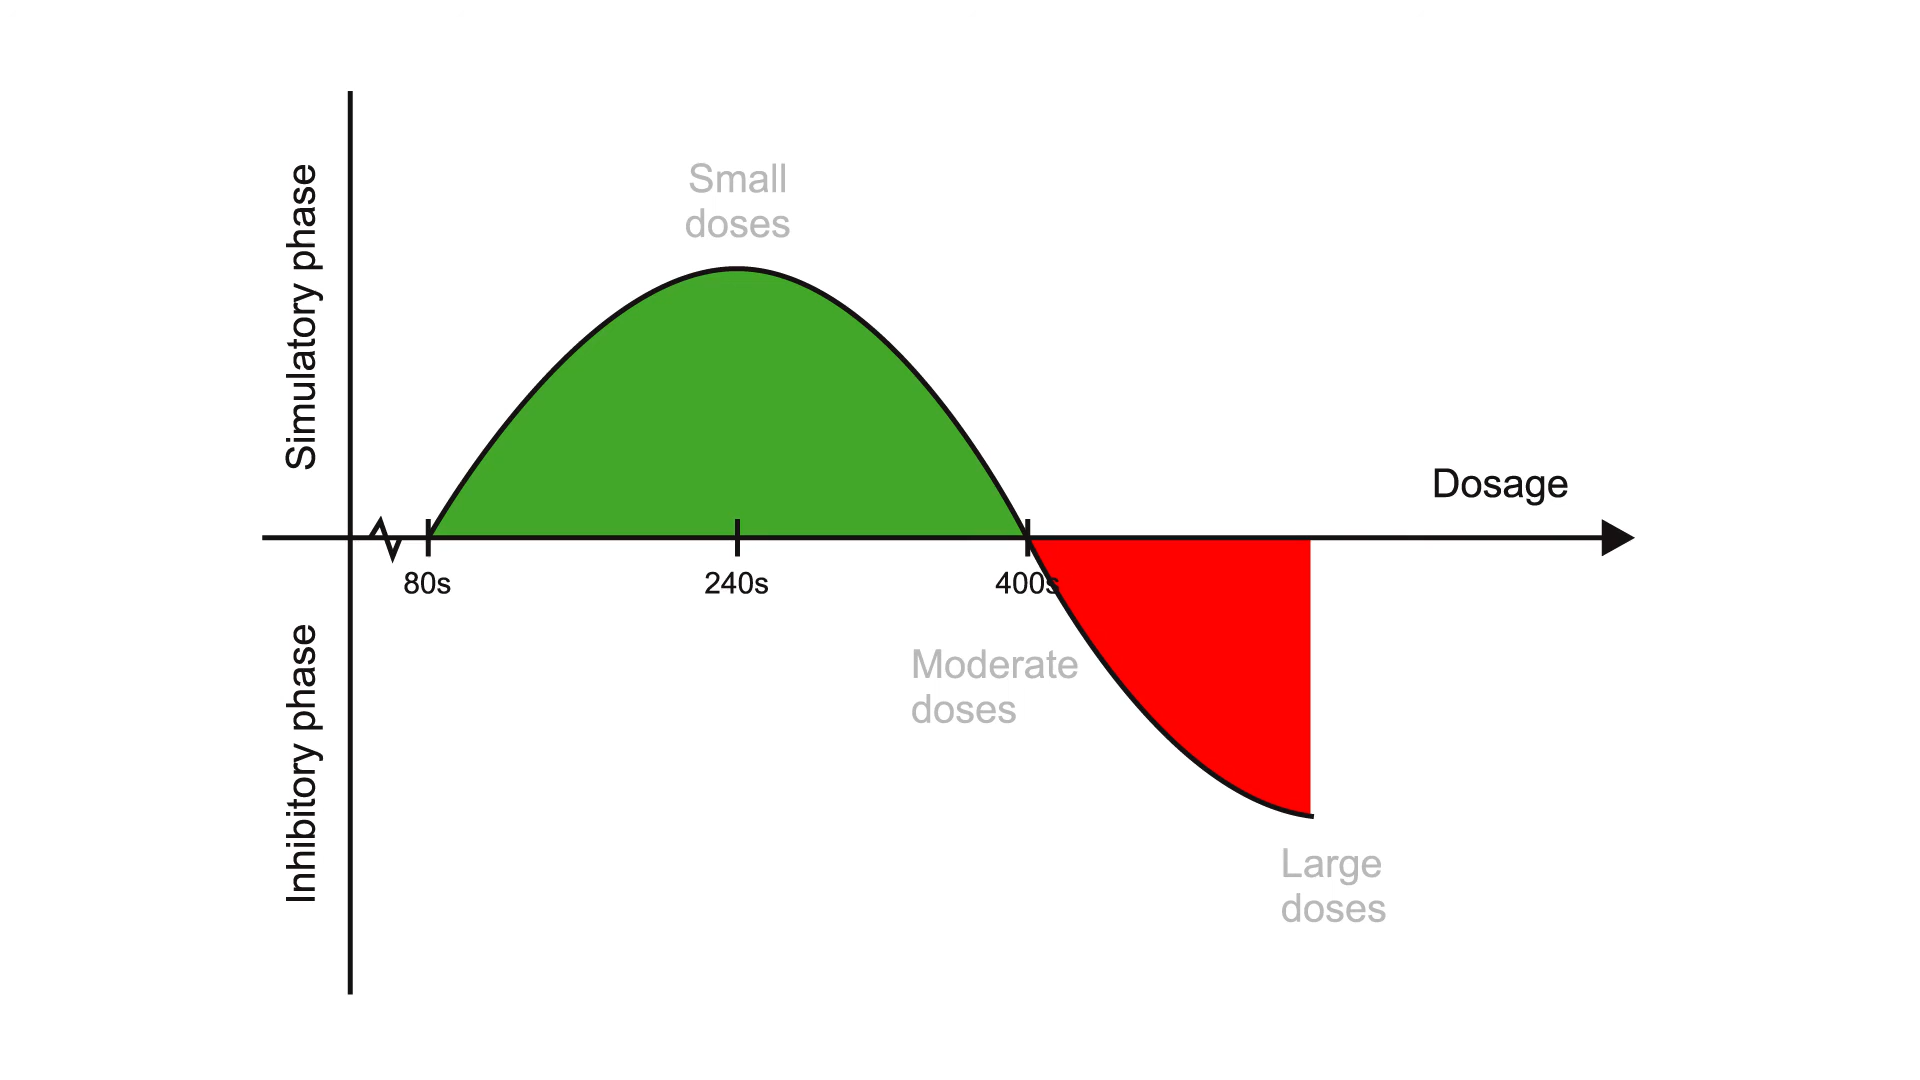 Simulatory phase
Small
doses
Dosage
80s
240s
400s
Inhibitory phase
Moderate
doses
Large
doses